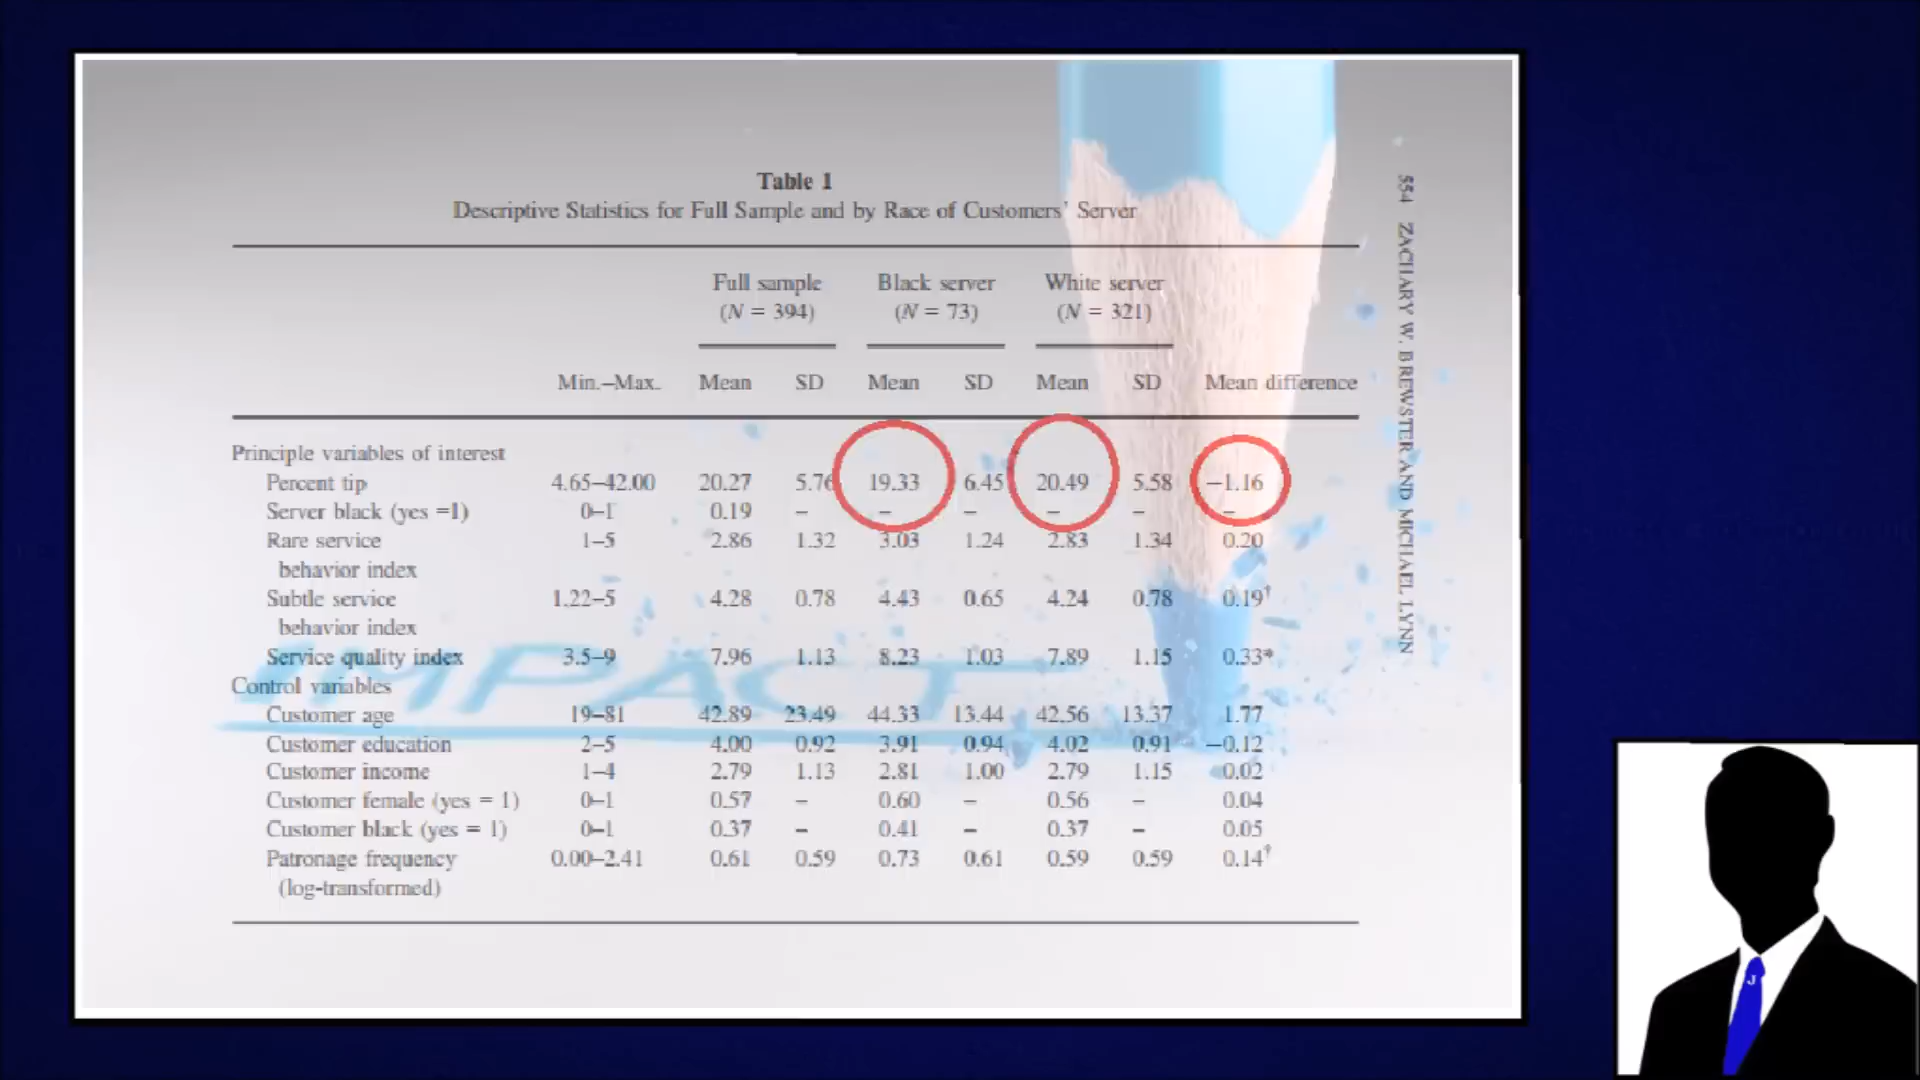 Table 1
Descriptive Statistics for Full Sample and by Race of Customers' Server
Full sample Black server White server
(N = 394) (N = 73) (N = 321)
Min.–Max. Mean SD Mean SD Mean SD Mean difference
Principle variables of interest
Percent tip 4.65–42.00 20.27 5.76 19.33 6.45 20.49 5.58 −1.16
Server black (yes =1) 0–1 0.19 – – – – – –
Rare service 1–5 2.86 1.32 3.03 1.24 2.83 1.34 0.20
behavior index
Subtle service 1.22–5 4.28 0.78 4.43 0.65 4.24 0.78 0.19†
behavior index
Service quality index 3.5–9 7.96 1.13 8.23 1.03 7.89 1.15 0.33*
Control variables
Customer age 19–81 42.89 23.49 44.33 13.44 42.56 13.37 1.77
Customer education 2–5 4.00 0.92 3.91 0.94 4.02 0.91 −0.12
Customer income 1–4 2.79 1.13 2.81 1.00 2.79 1.15 0.02
Customer female (yes = 1) 0–1 0.57 – 0.60 – 0.56 – 0.04
Customer black (yes = 1) 0–1 0.37 – 0.41 – 0.37 – 0.05
Patronage frequency 0.00–2.41 0.61 0.59 0.73 0.61 0.59 0.59 0.14†
(log-transformed)
554 ZACHARY W. BREWSTER AND MICHAEL LYNN
IMPACT
J